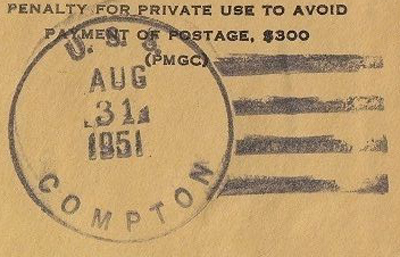 PENALTY FOR PRIVATE USE TO AVOID
PAYMENT OF POSTAGE, $300
(PMGC)
U.S.S.
AUG
31
1951
COMPTON